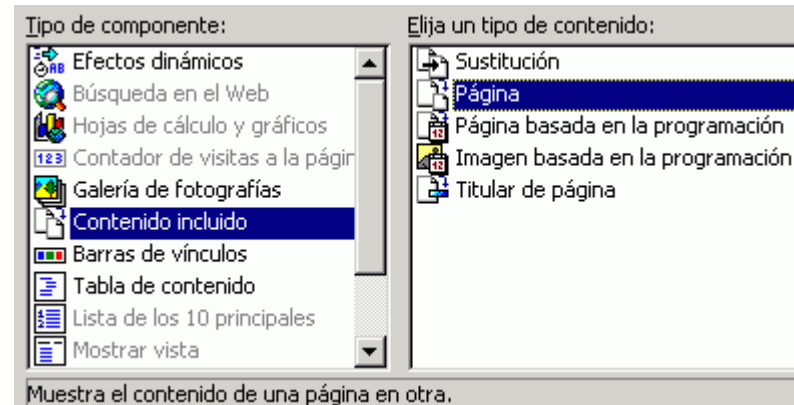 Tipo de componente:
Efectos dinámicos
Búsqueda en el Web
Hojas de cálculo y gráficos
Contador de visitas a la págin
Galería de fotografías
Contenido incluido
Barras de vínculos
Tabla de contenido
Lista de los 10 principales
Mostrar vista
Elija un tipo de contenido:
Sustitución
Página
Página basada en la programación
Imagen basada en la programación
Titular de página
Muestra el contenido de una página en otra.